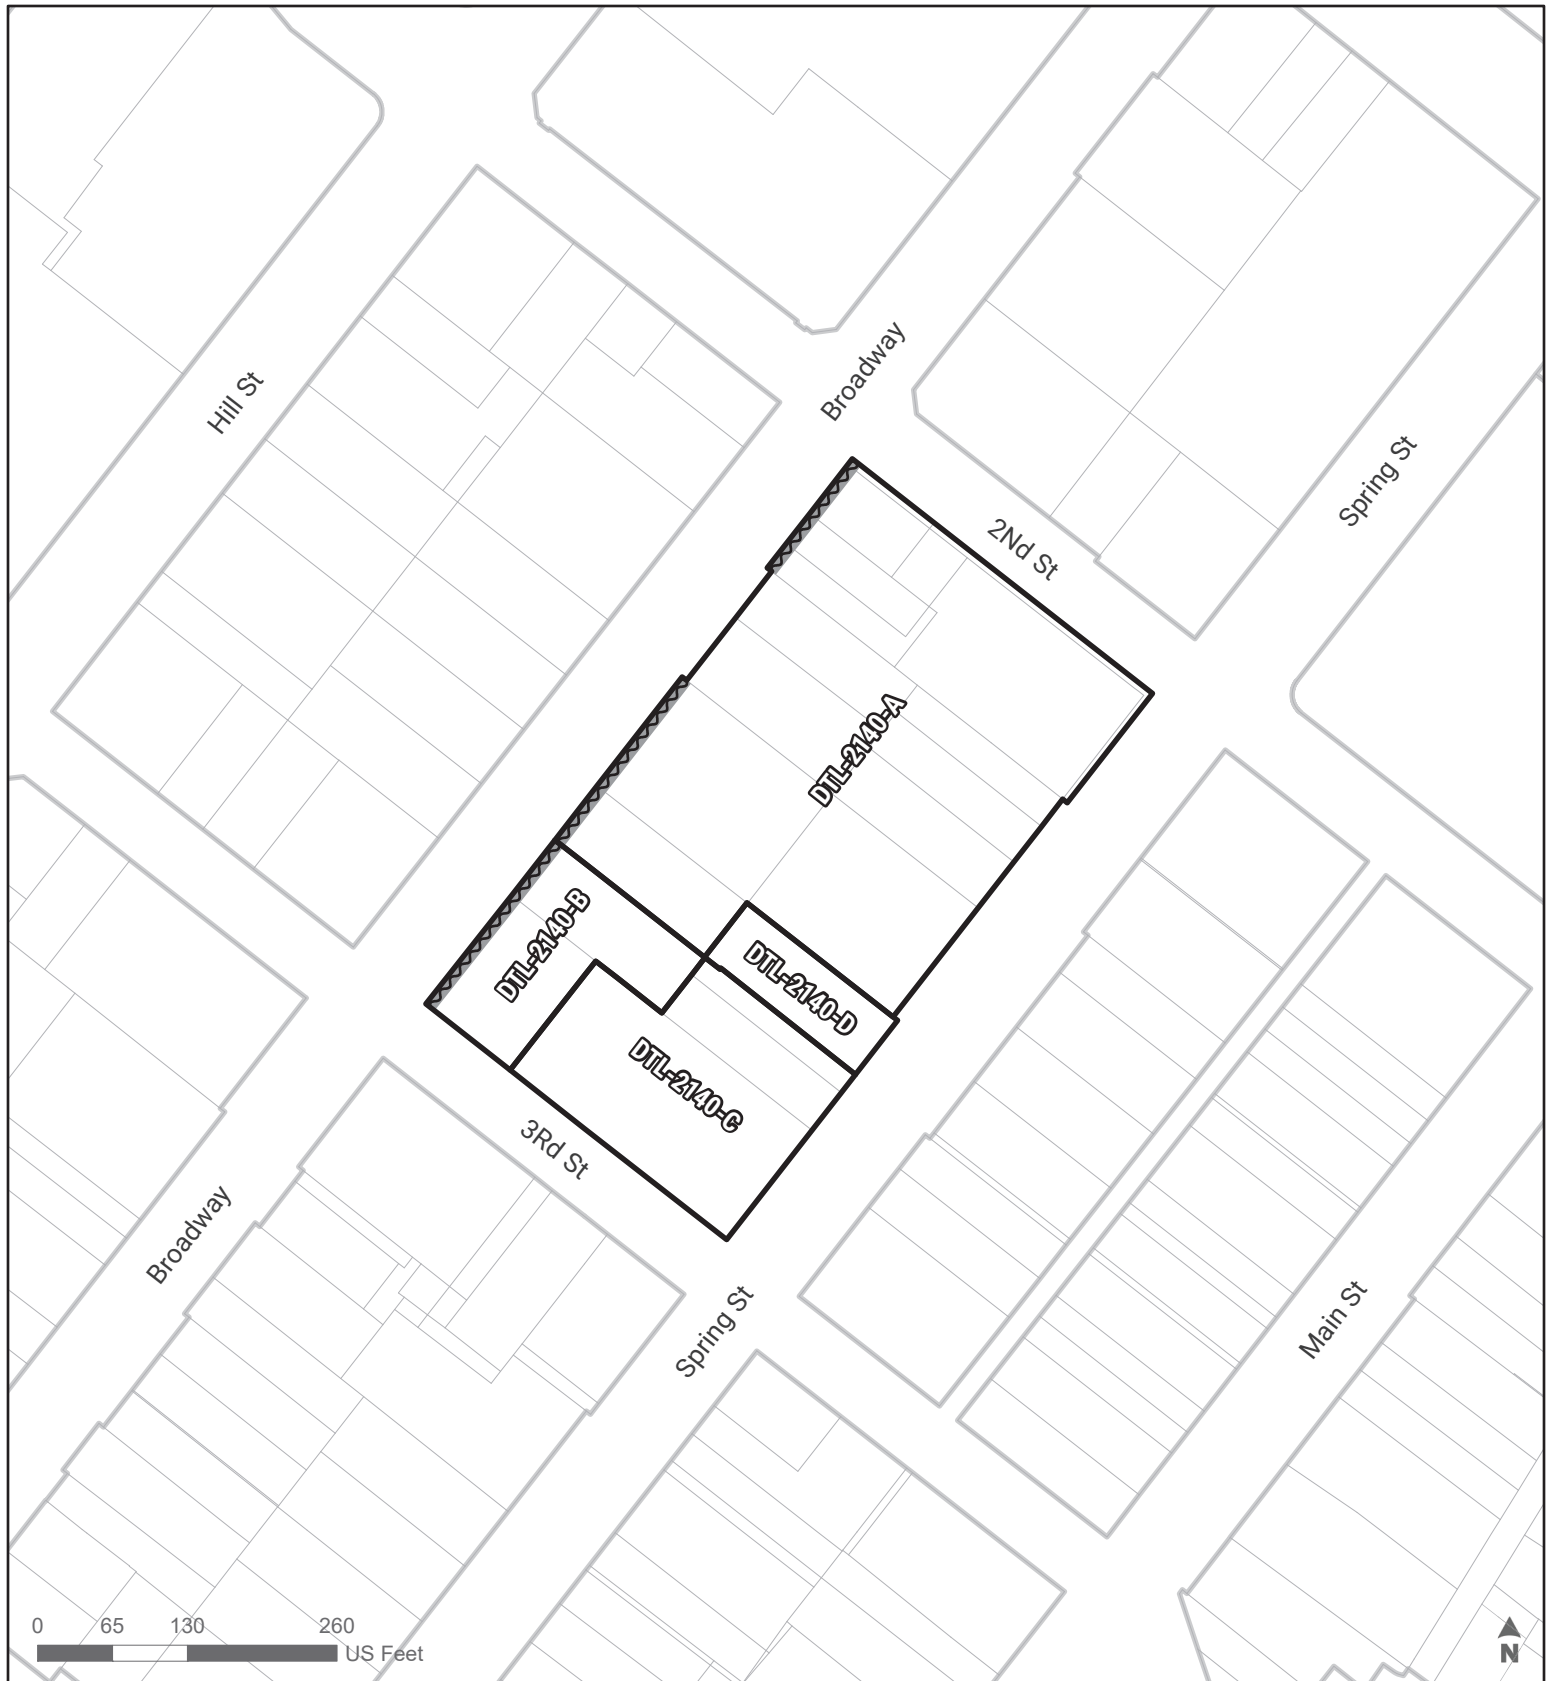 Broadway
Hill St
Spring St
2Nd St
DTL-2140-A
DTL-2140-B
DTL-2140-D
DTL-2140-C
3Rd St
Broadway
Spring St
Main St
0 65 130 260
US Feet
N